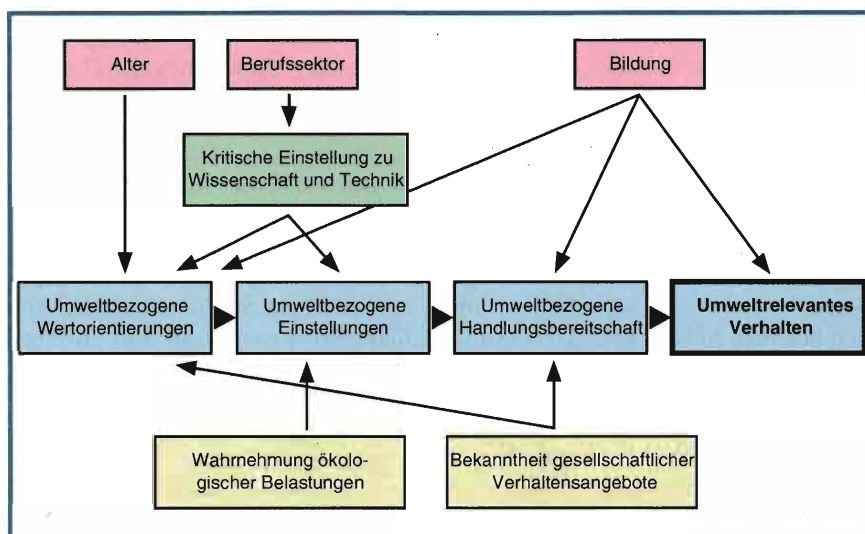 Alter
Berufssektor
Bildung
Kritische Einstellung zu
Wissenschaft und Technik
Umweltbezogene
Wertorientierungen
Umweltbezogene
Einstellungen
Umweltbezogene
Handlungsbereitschaft
Umweltrelevantes
Verhalten
Wahrnehmung ökolo-
gischer Belastungen
Bekanntheit gesellschaftlicher
Verhaltensangebote